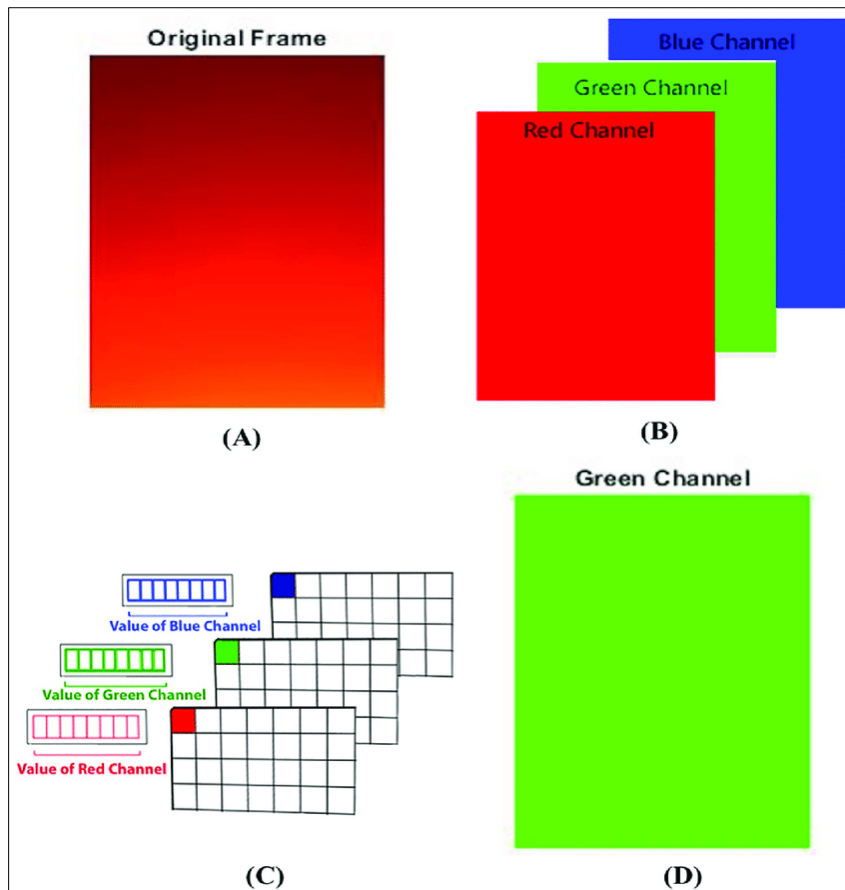 Original Frame
(A)
Blue Channel
Green Channel
Red Channel
(B)
Value of Blue Channel
Value of Green Channel
Value of Red Channel
(C)
Green Channel
(D)